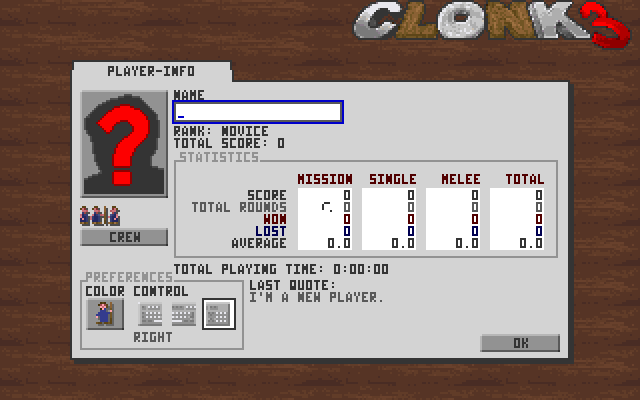 CLONK3
PLAYER-INFO
NAME
_
RANK: NOVICE
TOTAL SCORE: 0
STATISTICS
MISSION SINGLE MELEE TOTAL
SCORE 0 0 0 0
TOTAL ROUNDS 0 0 0 0
WON 0 0 0 0
LOST 0 0 0 0
AVERAGE 0.0 0.0 0.0 0.0
CREW
TOTAL PLAYING TIME: 0:00:00
PREFERENCES
COLOR CONTROL
RIGHT
LAST QUOTE:
I'M A NEW PLAYER.
OK